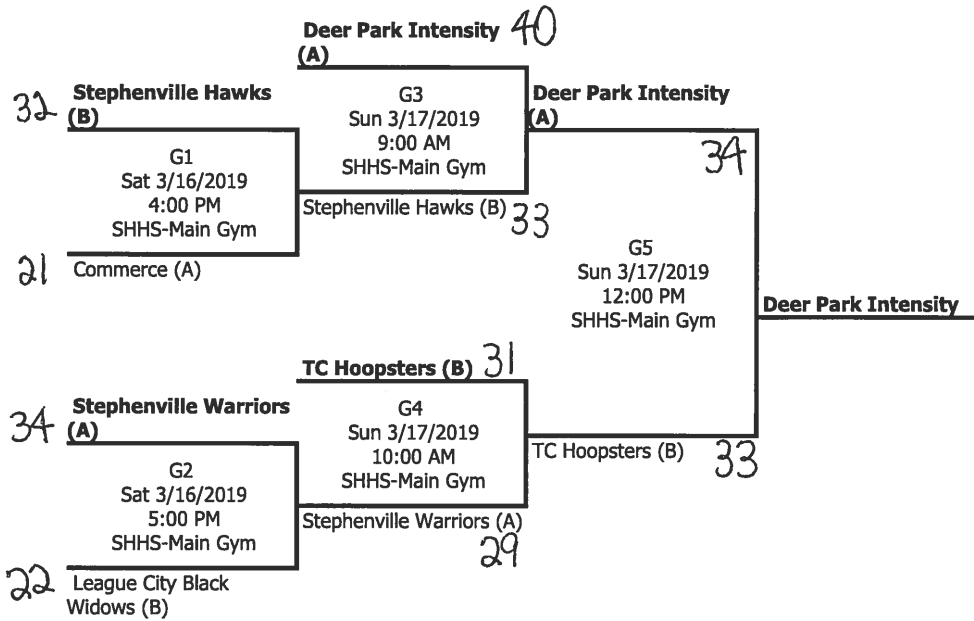 Deer Park Intensity 40
(A)
Stephenville Hawks
32 (B)
G3
Sun 3/17/2019
9:00 AM
SHHS-Main Gym
Deer Park Intensity
(A)
34
G1
Sat 3/16/2019
4:00 PM
SHHS-Main Gym
Stephenville Hawks (B) 33
21 Commerce (A)
G5
Sun 3/17/2019
12:00 PM
SHHS-Main Gym
Deer Park Intensity
TC Hoopsters (B) 31
Stephenville Warriors
34 (A)
G4
Sun 3/17/2019
10:00 AM
SHHS-Main Gym
TC Hoopsters (B) 33
G2
Sat 3/16/2019
5:00 PM
SHHS-Main Gym
Stephenville Warriors (A)
29
22 League City Black
Widows (B)